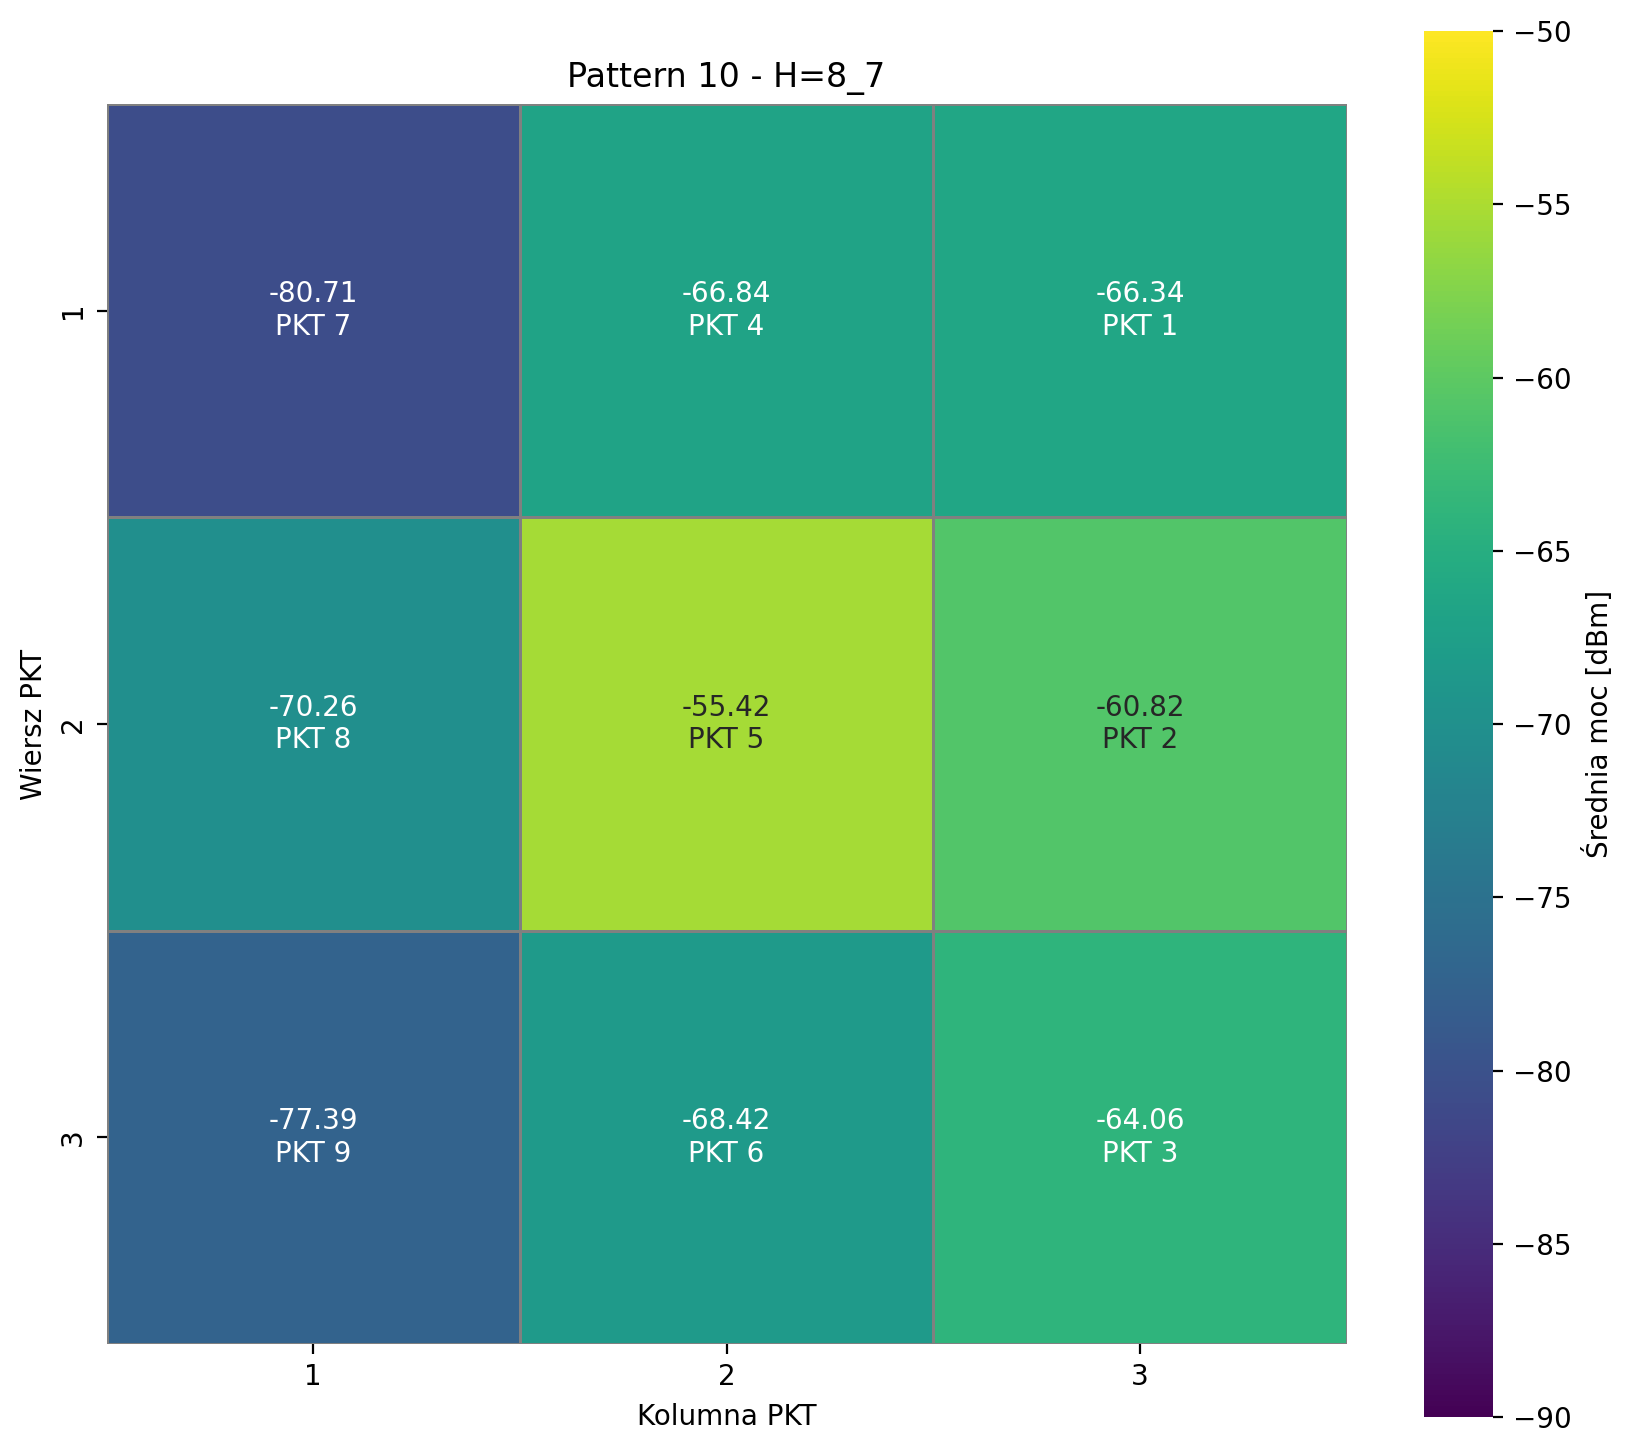 Pattern 10 - H=8_7
-80.71
PKT 7
-66.84
PKT 4
-66.34
PKT 1
-70.26
PKT 8
-55.42
PKT 5
-60.82
PKT 2
-77.39
PKT 9
-68.42
PKT 6
-64.06
PKT 3
1
2
3
Wiersz PKT
1
2
3
Kolumna PKT
−50
−55
−60
−65
−70
−75
−80
−85
−90
Średnia moc [dBm]